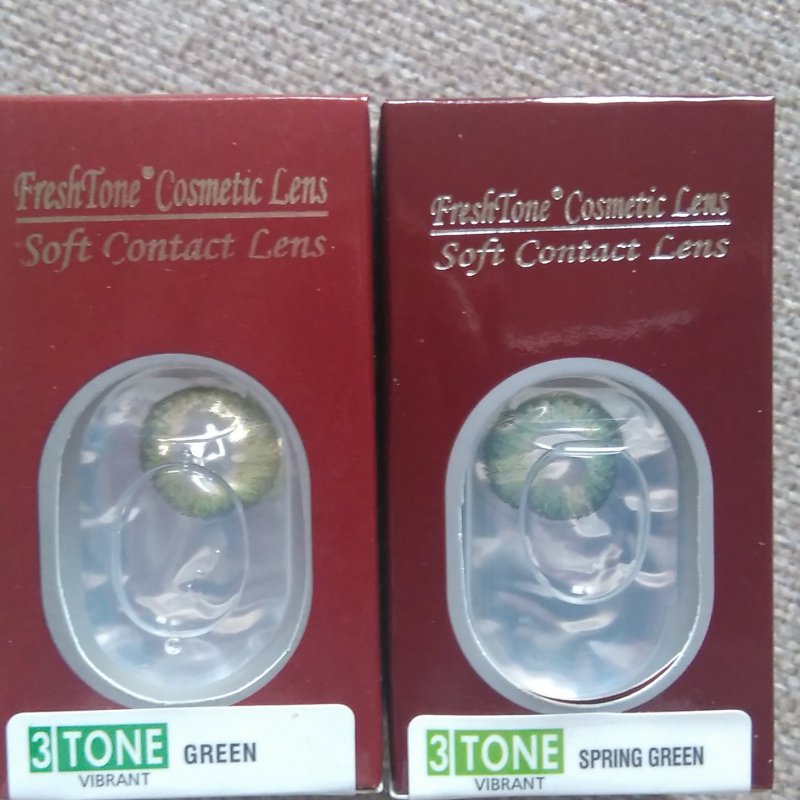 FreshTone® Cosmetic Lens
Soft Contact Lens
3 TONE GREEN
VIBRANT
FreshTone® Cosmetic Lens
Soft Contact Lens
3 TONE SPRING GREEN
VIBRANT